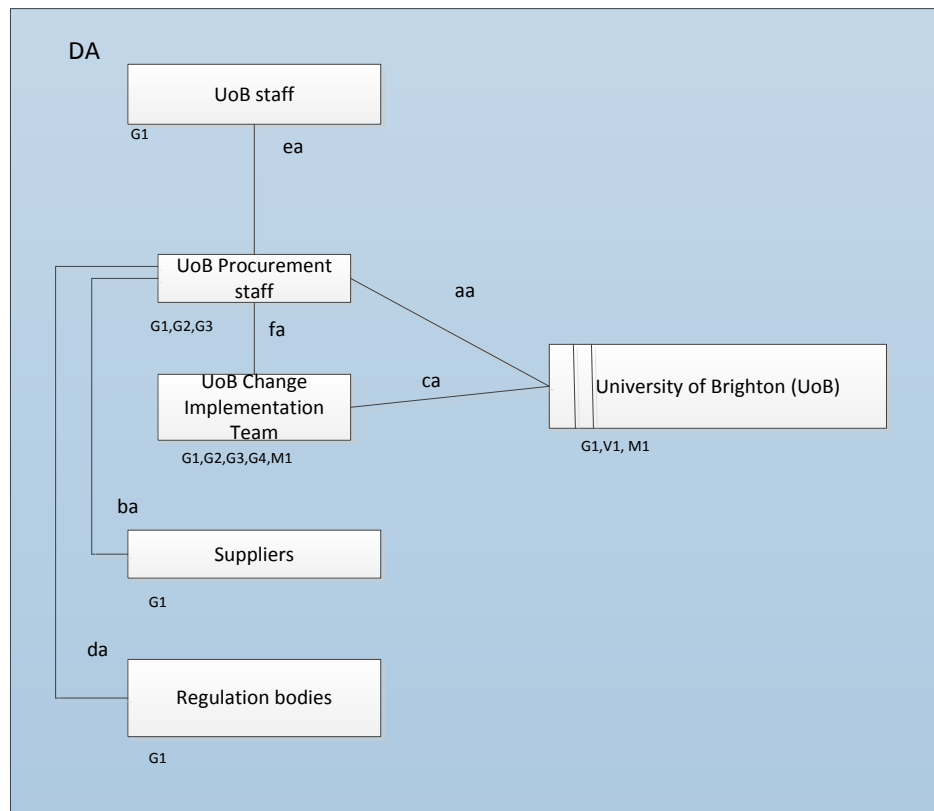 DA
UoB staff
G1
ea
UoB Procurement
staff
aa
G1,G2,G3
fa
UoB Change
Implementation
Team
ca
University of Brighton (UoB)
G1,G2,G3,G4,M1
G1,V1, M1
ba
Suppliers
G1
da
Regulation bodies
G1